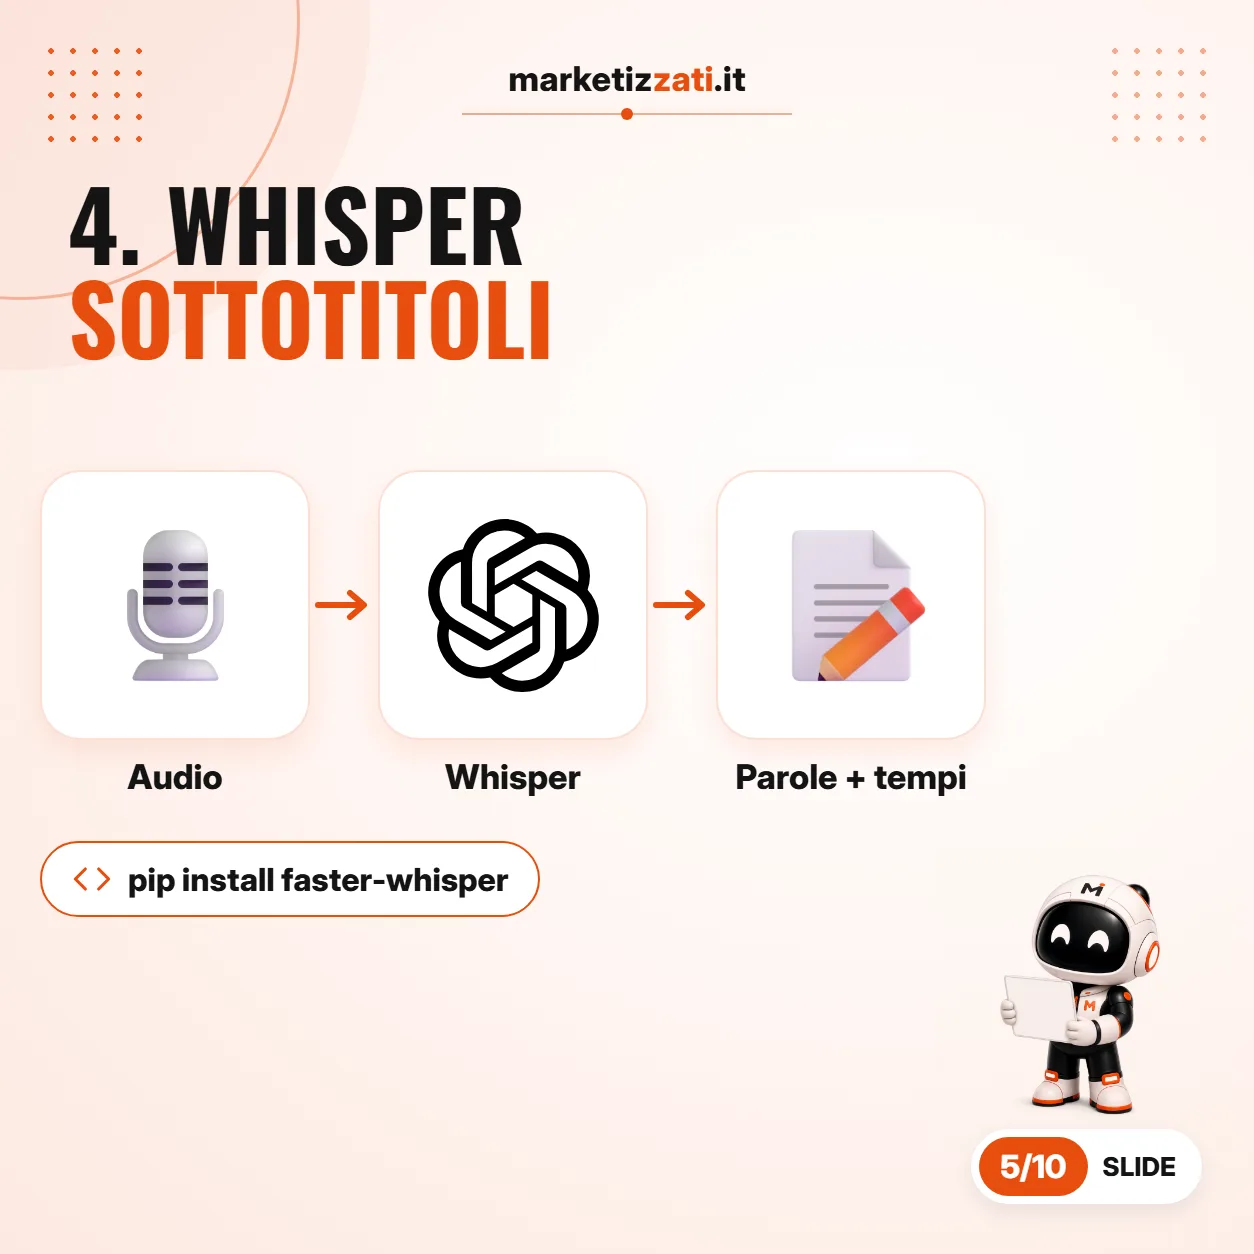 marketizzati.it
4. WHISPER
SOTTOTITOLI
Audio
Whisper
Parole + tempi
<> pip install faster-whisper
M
M
5/10 SLIDE